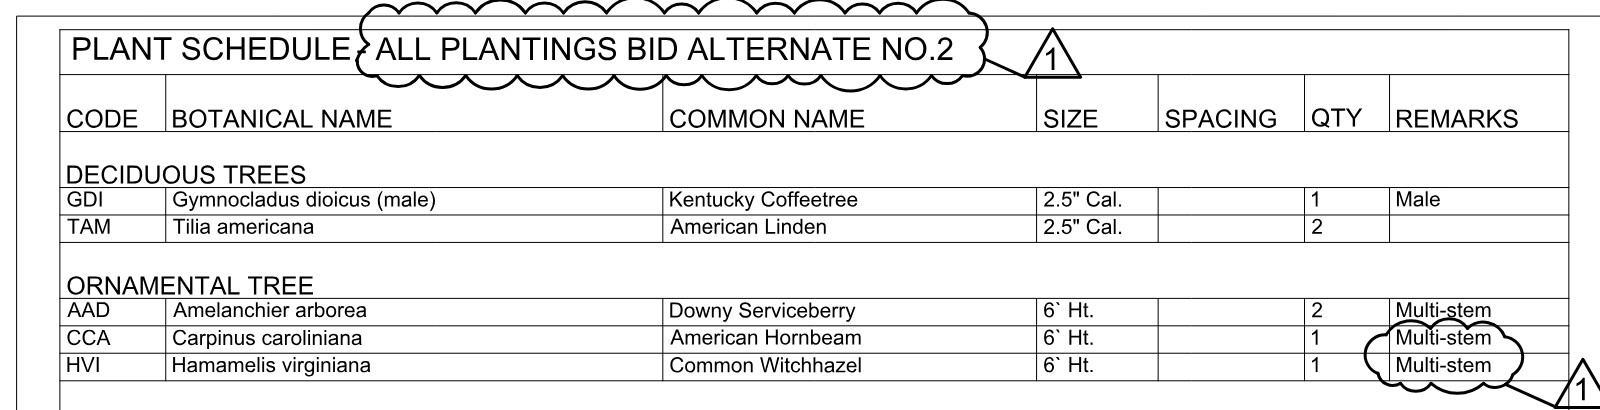 PLANT SCHEDULE - ALL PLANTINGS BID ALTERNATE NO.2 1
CODE BOTANICAL NAME COMMON NAME SIZE SPACING QTY REMARKS
DECIDUOUS TREES
GDI Gymnocladus dioicus (male) Kentucky Coffeetree 2.5" Cal. 1 Male
TAM Tilia americana American Linden 2.5" Cal. 2
ORNAMENTAL TREE
AAD Amelanchier arborea Downy Serviceberry 6` Ht. 2 Multi-stem
CCA Carpinus caroliniana American Hornbeam 6` Ht. 1 Multi-stem
HVI Hamamelis virginiana Common Witchhazel 6` Ht. 1 Multi-stem
1